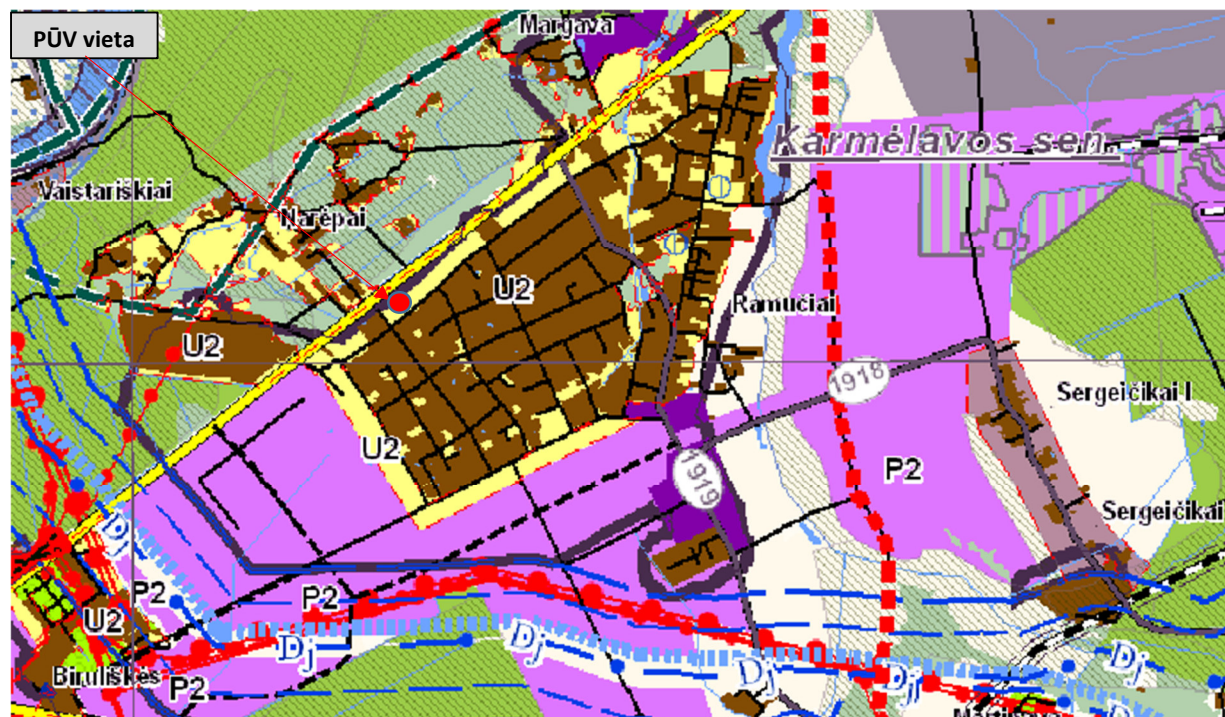 PŪV vieta
Margava
Karmėlavos sen.
Vaistariškiai
Narėpai
U2
Ramučiai
U2
1918
Sergeičikai I
U2
1919
P2
Sergeičikai
Dj
P2
P2
U2
Dj
Dj
Dj
Dj
Dj
Biruliškės
P2